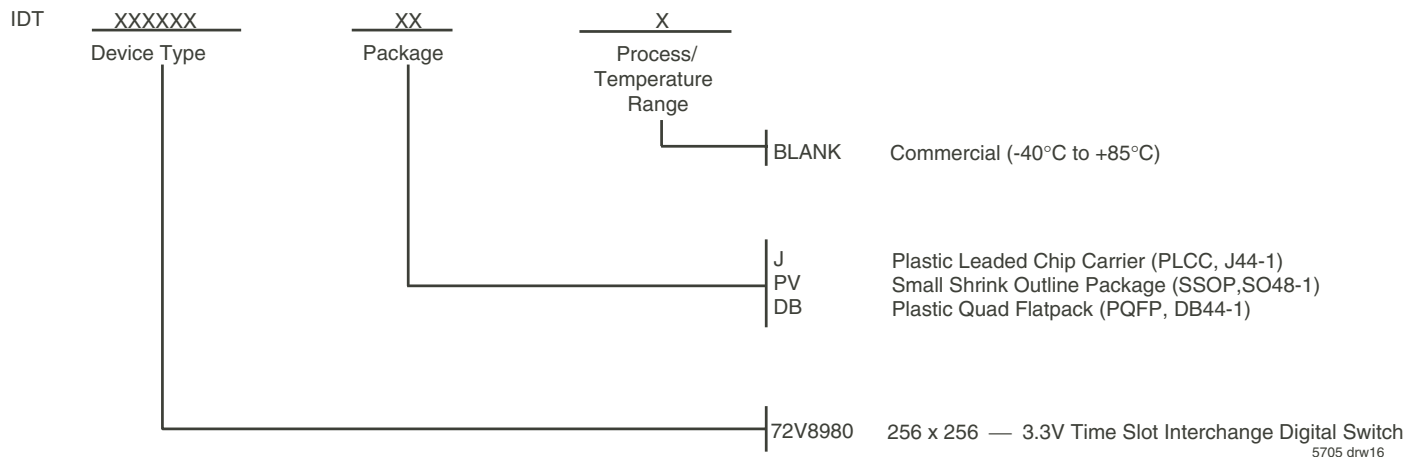 IDT XXXXXX XX X
Device Type Package Process/
Temperature
Range
BLANK Commercial (-40°C to +85°C)
J Plastic Leaded Chip Carrier (PLCC, J44-1)
PV Small Shrink Outline Package (SSOP,SO48-1)
DB Plastic Quad Flatpack (PQFP, DB44-1)
72V8980 256 x 256 — 3.3V Time Slot Interchange Digital Switch
5705 drw16